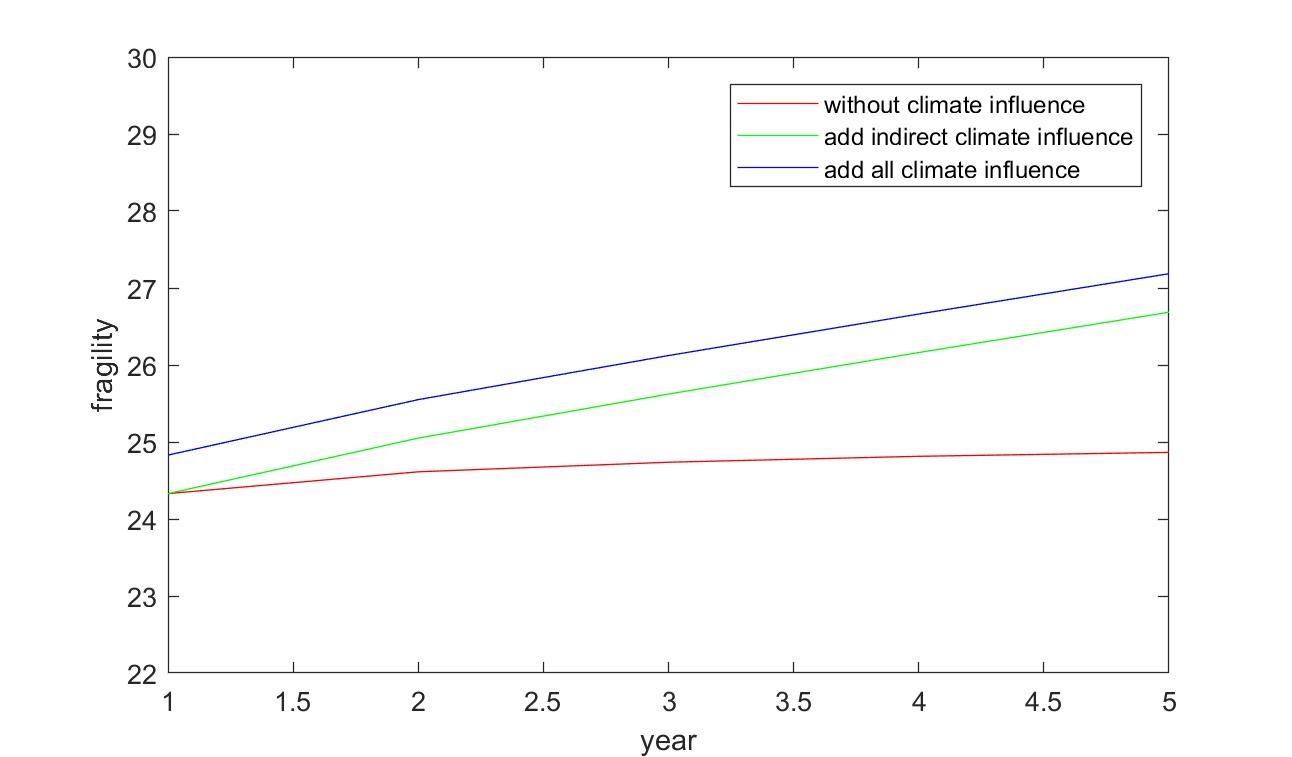 30
29
28
27
26
25
24
23
22
fragility
without climate influence
add indirect climate influence
add all climate influence
1 1.5 2 2.5 3 3.5 4 4.5 5
year